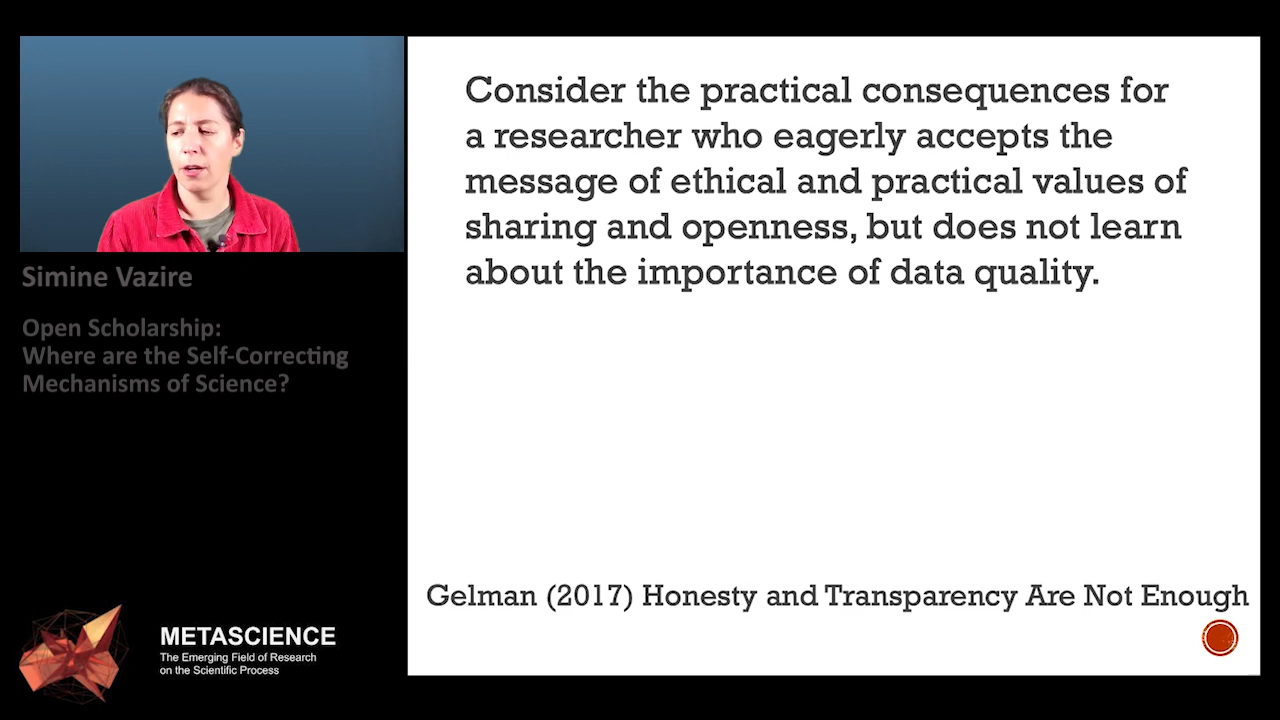 Consider the practical consequences for
a researcher who eagerly accepts the
message of ethical and practical values of
sharing and openness, but does not learn
about the importance of data quality.
Simine Vazire
Open Scholarship:
Where are the Self-Correcting
Mechanisms of Science?
Gelman (2017) Honesty and Transparency Are Not Enough
METASCIENCE
The Emerging Field of Research
on the Scientific Process